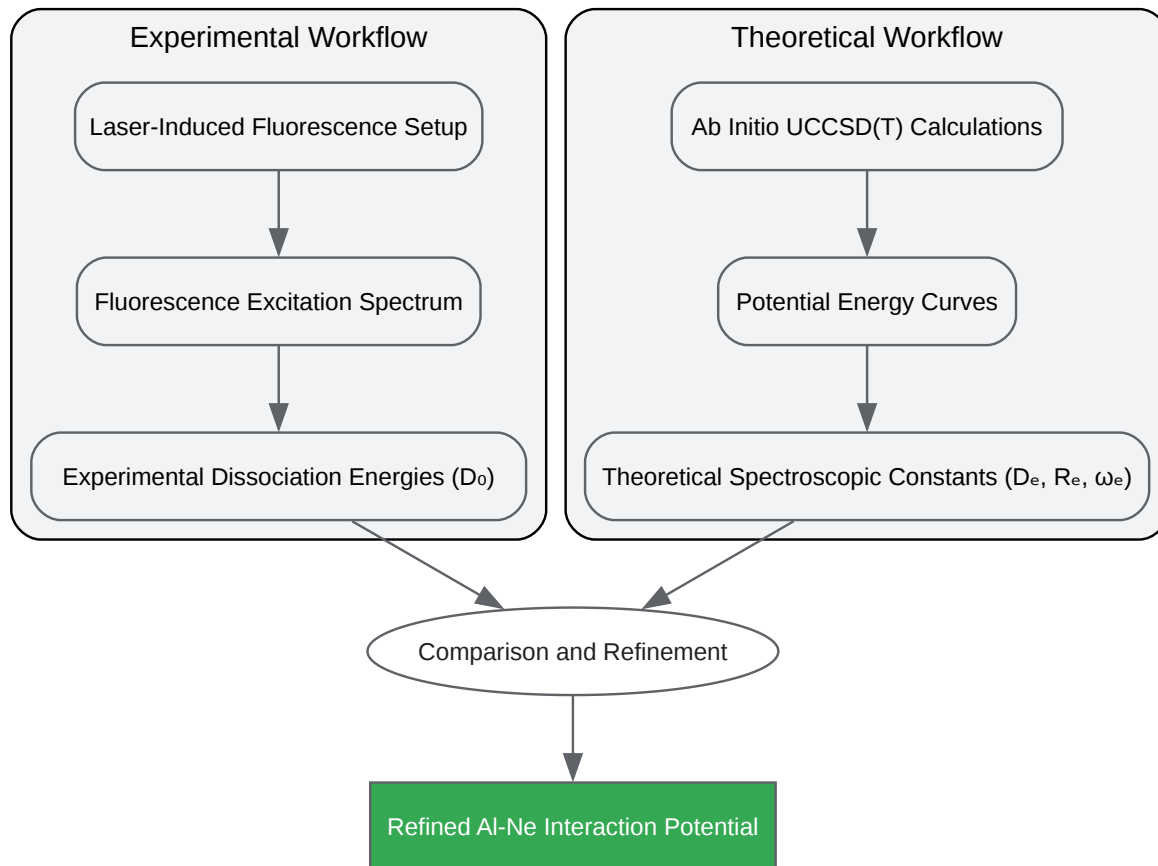 Experimental Workflow
Laser-Induced Fluorescence Setup
Fluorescence Excitation Spectrum
Experimental Dissociation Energies (D₀)
Theoretical Workflow
Ab Initio UCCSD(T) Calculations
Potential Energy Curves
Theoretical Spectroscopic Constants (Dₑ, Rₑ, ωₑ)
Comparison and Refinement
Refined Al-Ne Interaction Potential